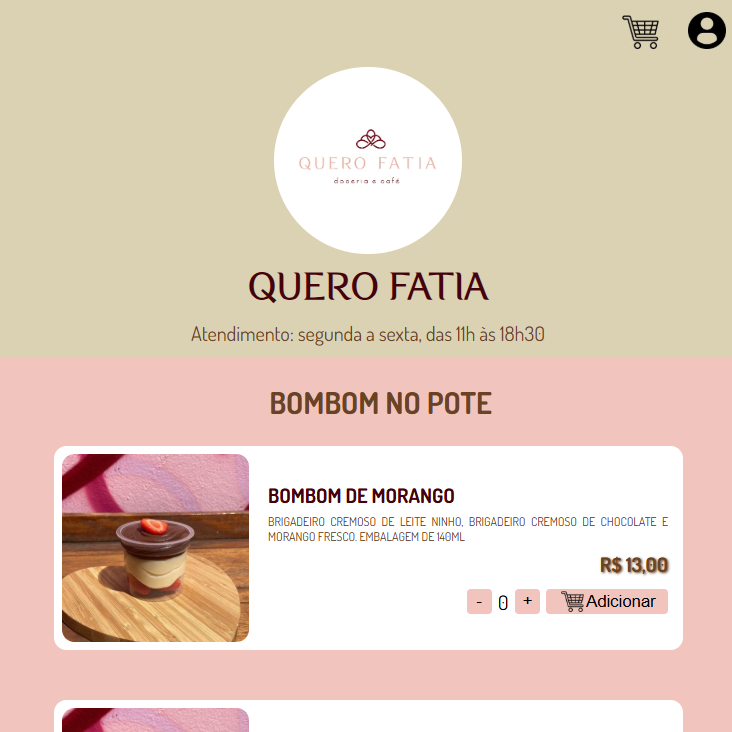 QUERO FATIA
doceria e café
QUERO FATIA
Atendimento: segunda a sexta, das 11h às 18h30
BOMBOM NO POTE
BOMBOM DE MORANGO
BRIGADEIRO CREMOSO DE LEITE NINHO, BRIGADEIRO CREMOSO DE CHOCOLATE E
MORANGO FRESCO. EMBALAGEM DE 140ML
R$ 13,00
- 0 + Adicionar